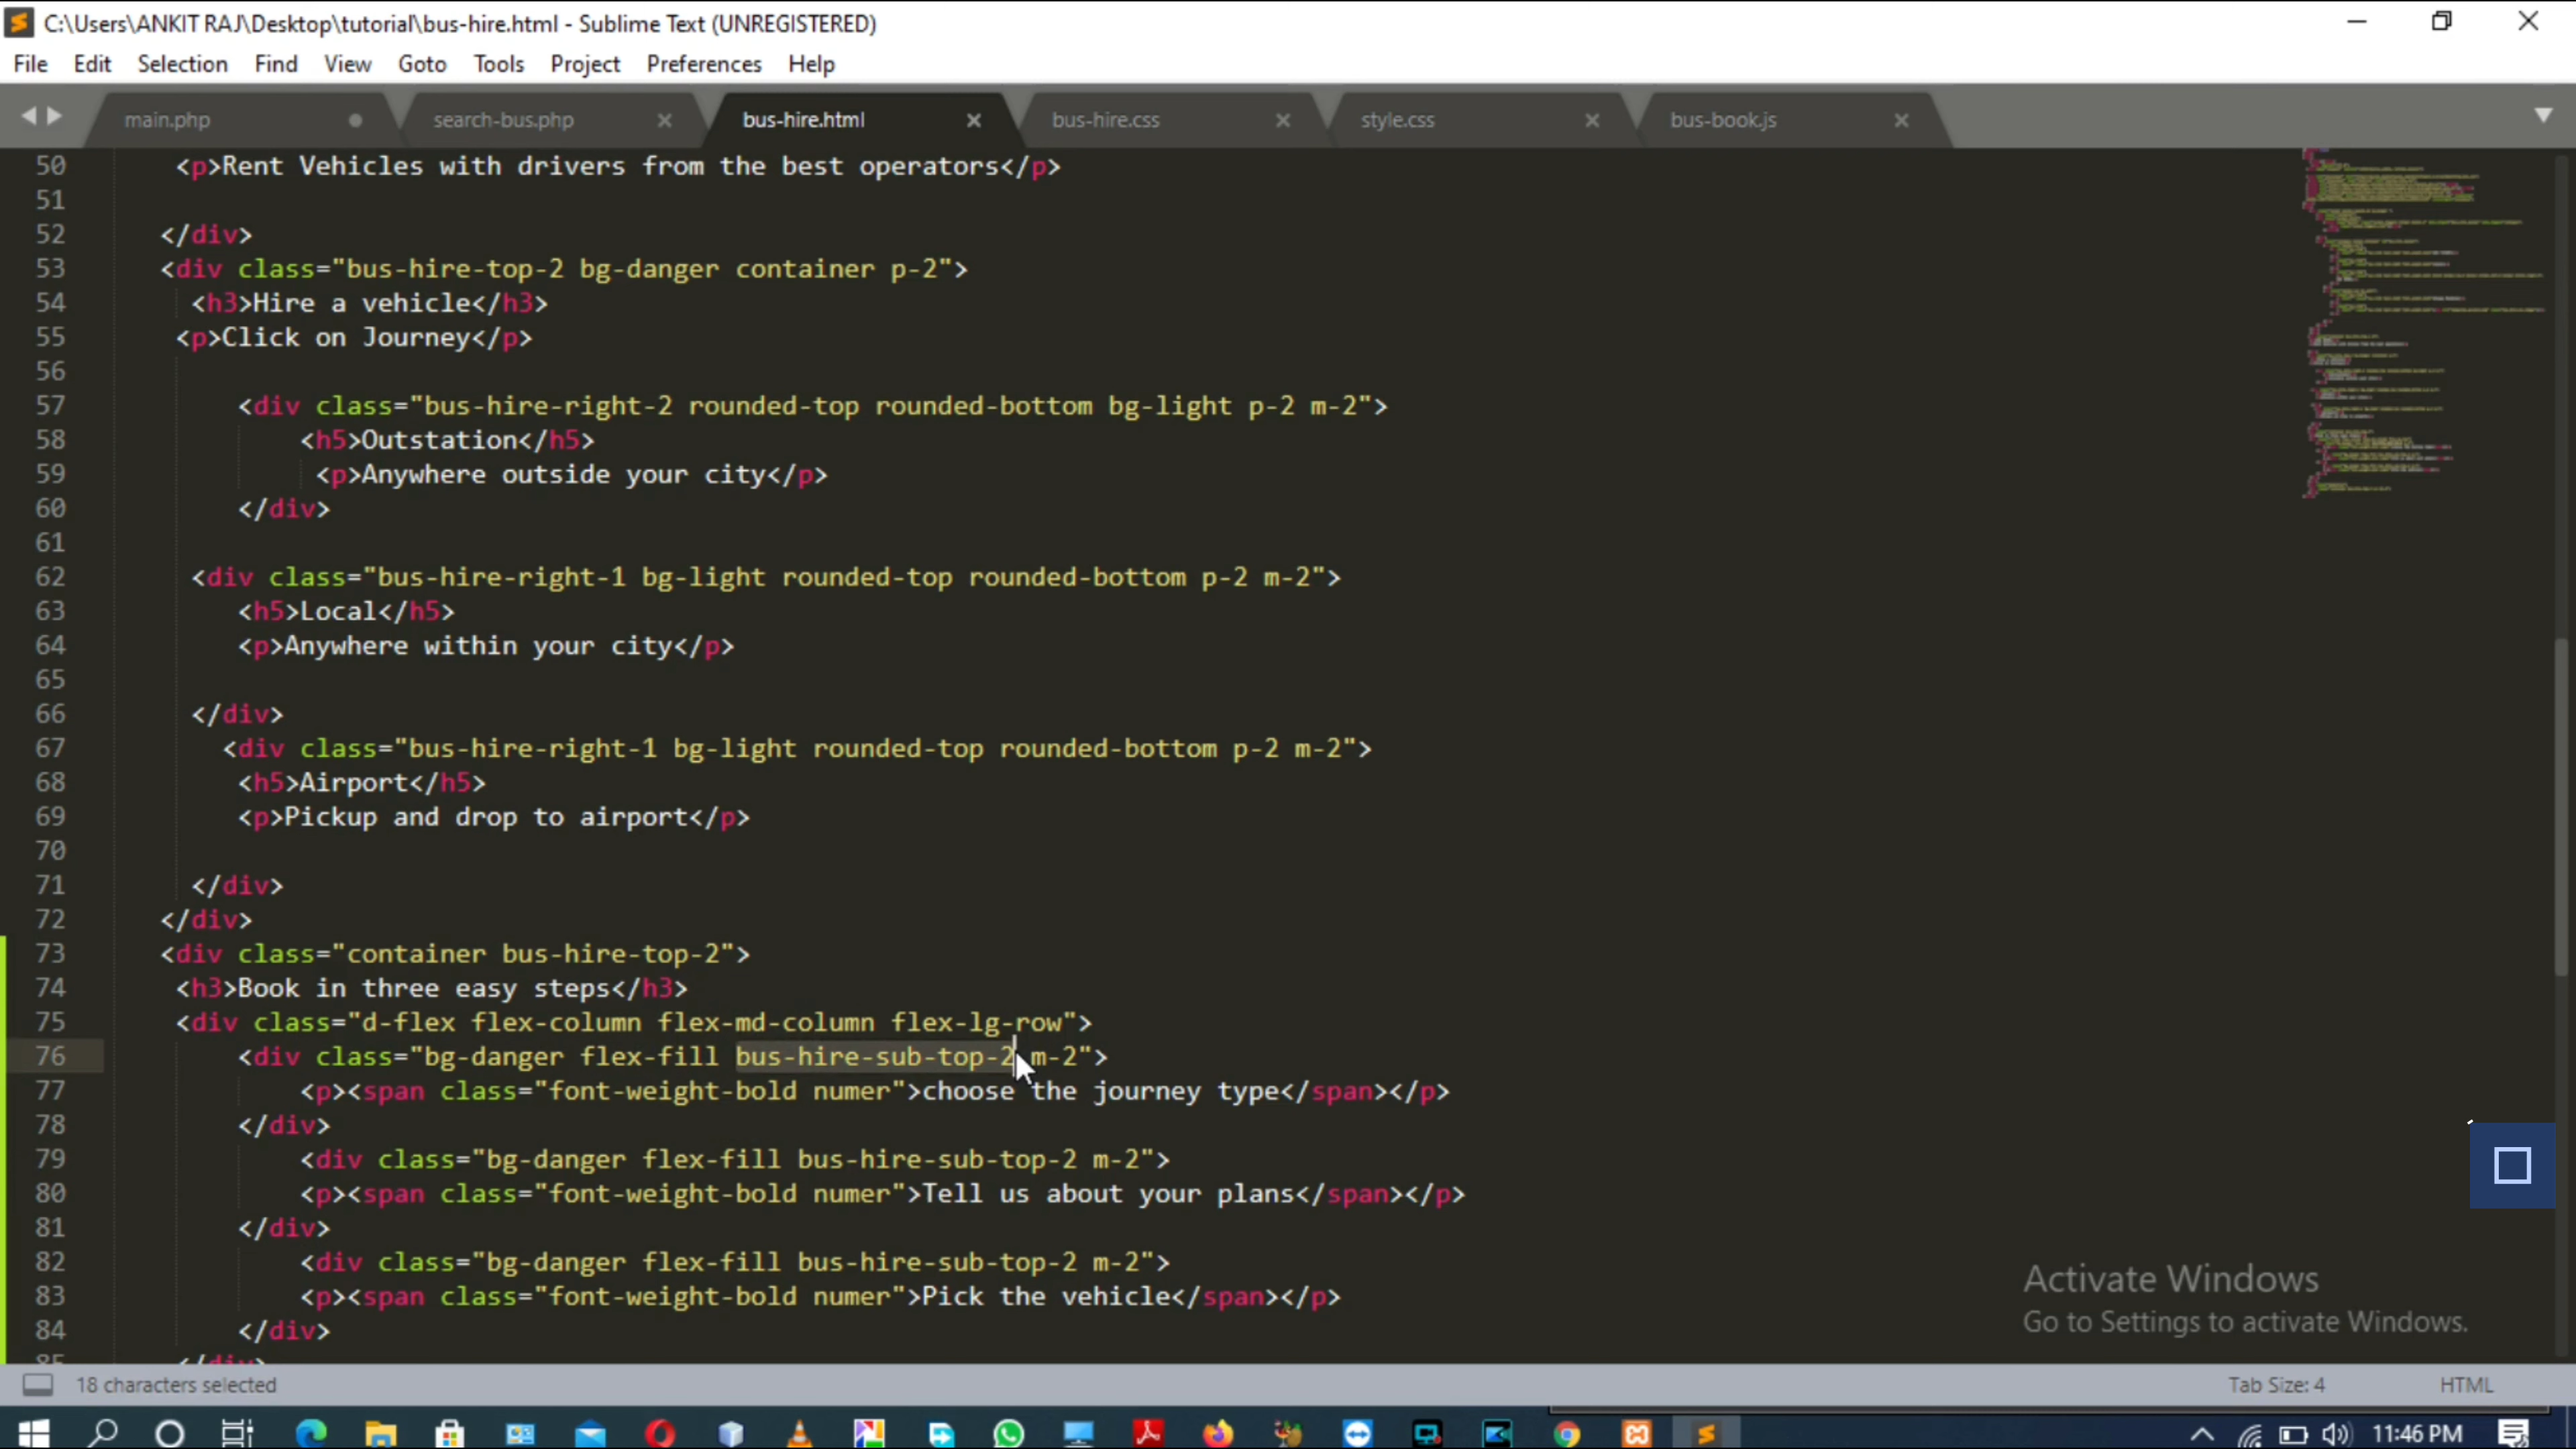 C:\Users\ANKIT RAJ\Desktop\tutorial\bus-hire.html - Sublime Text (UNREGISTERED)
File Edit Selection Find View Goto Tools Project Preferences Help
main.php search-bus.php bus-hire.html bus-hire.css style.css bus-book.js
50 <p>Rent Vehicles with drivers from the best operators</p>
51
52 </div>
53 <div class="bus-hire-top-2 bg-danger container p-2">
54 <h3>Hire a vehicle</h3>
55 <p>Click on Journey</p>
56
57 <div class="bus-hire-right-2 rounded-top rounded-bottom bg-light p-2 m-2">
58 <h5>Outstation</h5>
59 <p>Anywhere outside your city</p>
60 </div>
61
62 <div class="bus-hire-right-1 bg-light rounded-top rounded-bottom p-2 m-2">
63 <h5>Local</h5>
64 <p>Anywhere within your city</p>
65
66 </div>
67 <div class="bus-hire-right-1 bg-light rounded-top rounded-bottom p-2 m-2">
68 <h5>Airport</h5>
69 <p>Pickup and drop to airport</p>
70
71 </div>
72 </div>
73 <div class="container bus-hire-top-2">
74 <h3>Book in three easy steps</h3>
75 <div class="d-flex flex-column flex-md-column flex-lg-row">
76 <div class="bg-danger flex-fill bus-hire-sub-top-2 m-2">
77 <p><span class="font-weight-bold numer">choose the journey type</span></p>
78 </div>
79 <div class="bg-danger flex-fill bus-hire-sub-top-2 m-2">
80 <p><span class="font-weight-bold numer">Tell us about your plans</span></p>
81 </div>
82 <div class="bg-danger flex-fill bus-hire-sub-top-2 m-2">
83 <p><span class="font-weight-bold numer">Pick the vehicle</span></p>
84 </div>
85 </div>
Activate Windows
Go to Settings to activate Windows.
18 characters selected Tab Size: 4 HTML
11:46 PM